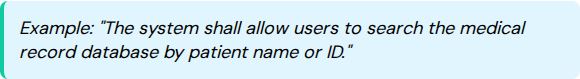 Example: "The system shall allow users to search the medical
record database by patient name or ID."